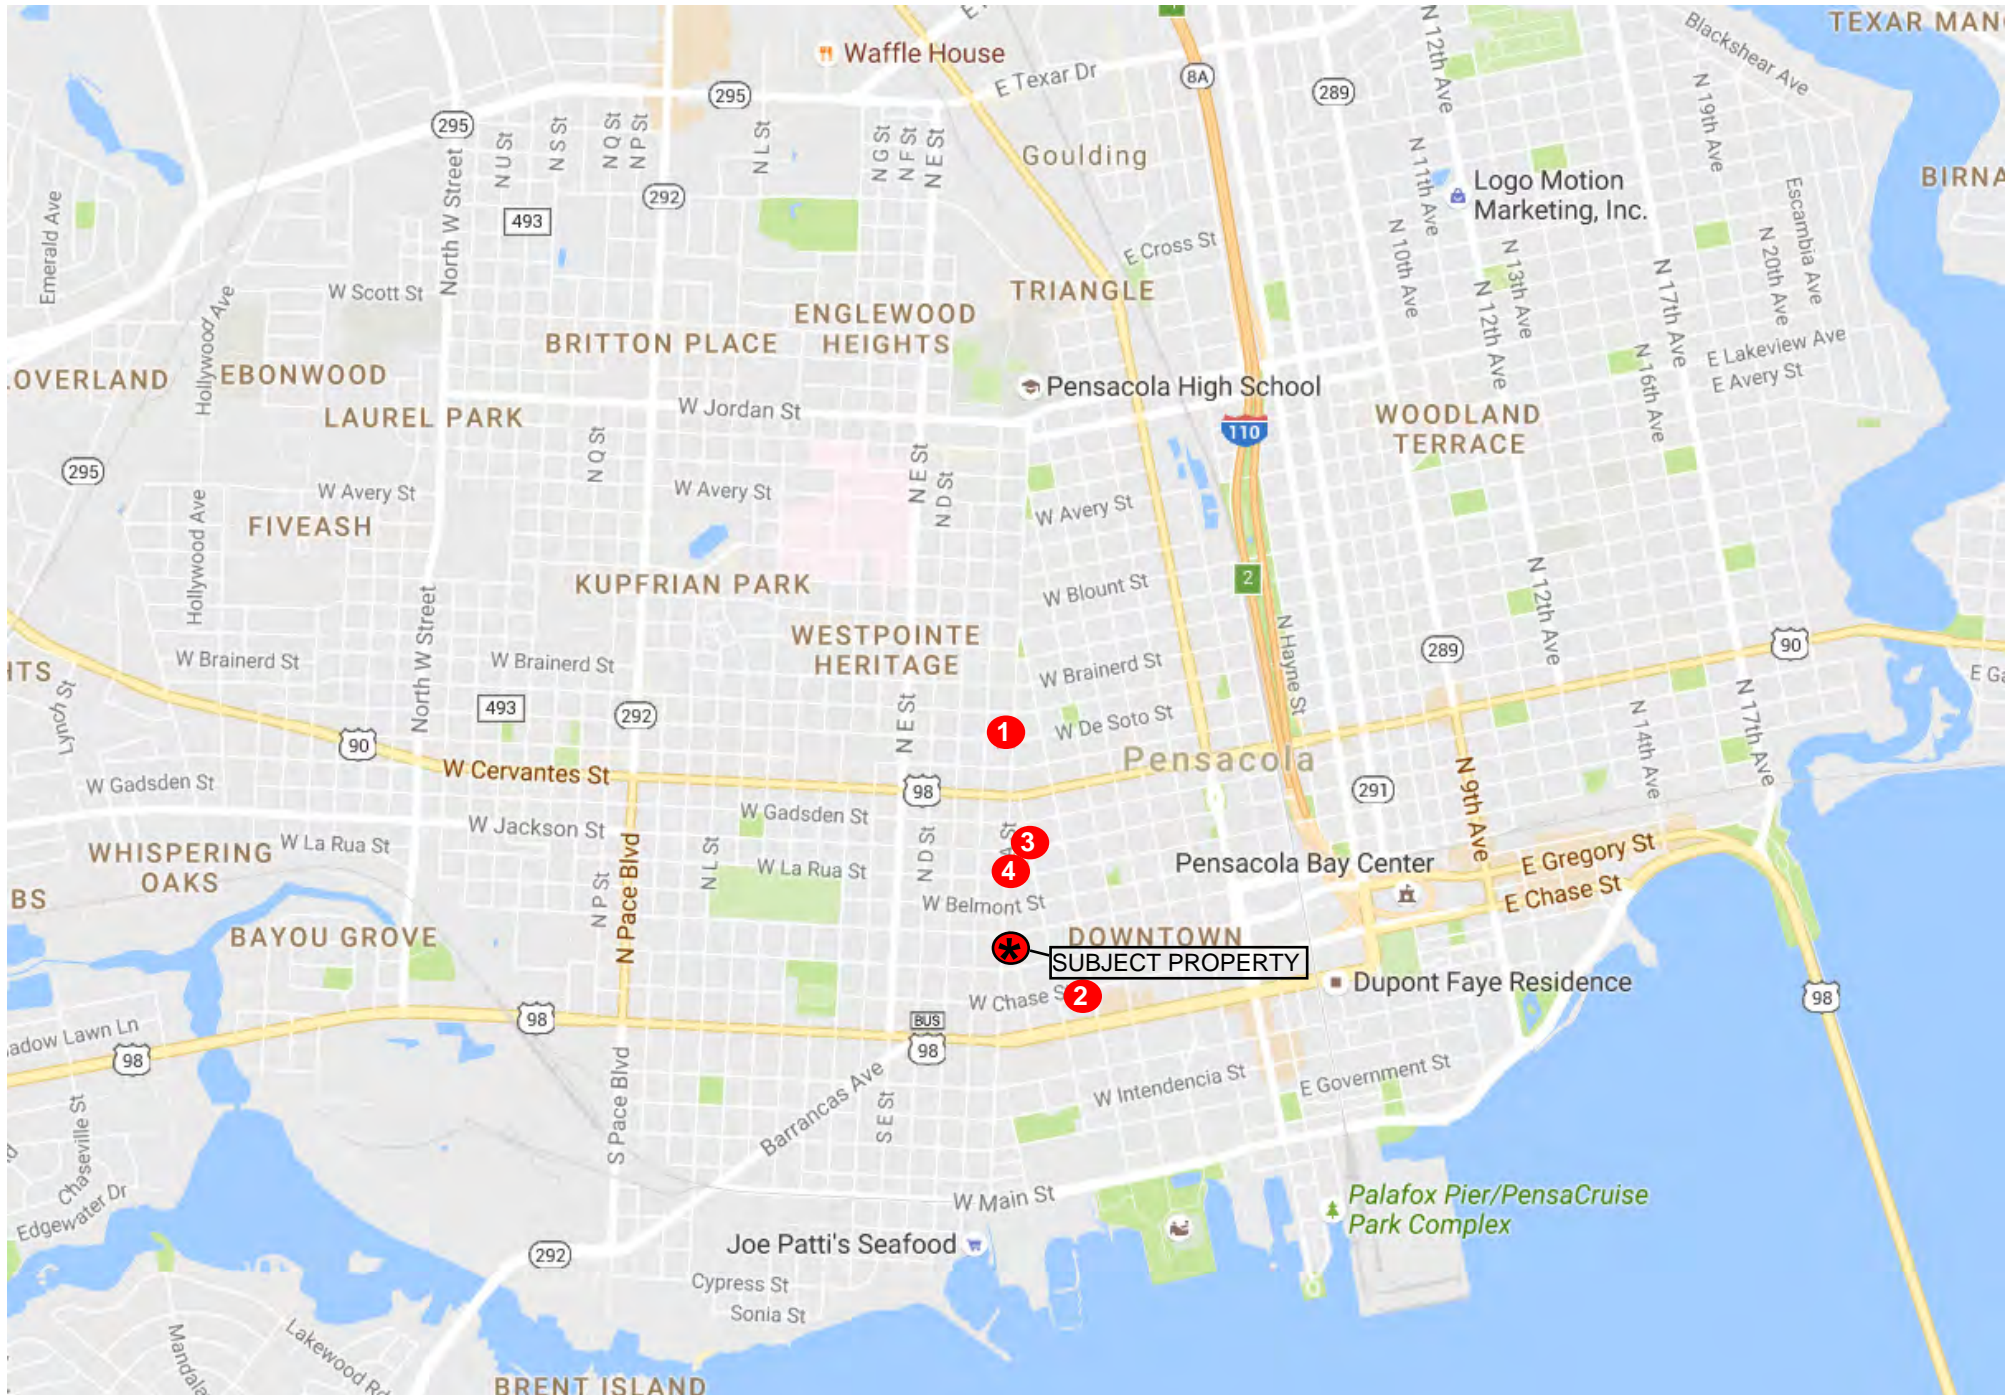 TEXAR MAN
Waffle House
Blackshear Ave
E Texar Dr
8A
N 12th Ave
289
N 19th Ave
295
295
N U St
N S St
N Q St
N P St
N L St
N G St
N F St
N E St
Goulding
N 11th Ave
Logo Motion
Marketing, Inc.
BIRNA
292
493
North W Street
Emerald Ave
E Cross St
N 10th Ave
N 13th Ave
N 12th Ave
N 17th Ave
N 20th Ave
Escambia Ave
W Scott St
Hollywood Ave
TRIANGLE
ENGLEWOOD
HEIGHTS
BRITTON PLACE
E Lakeview Ave
E Avery St
N 16th Ave
OVERLAND
EBONWOOD
LAUREL PARK
Pensacola High School
W Jordan St
110
WOODLAND
TERRACE
295
N Q St
N E St
N D St
W Avery St
W Avery St
W Avery St
Hollywood Ave
FIVEASH
KUPFRIAN PARK
W Blount St
2
N 12th Ave
North W Street
WESTPOINTE
HERITAGE
N Hayne St
289
90
HTS
W Brainerd St
W Brainerd St
W Brainerd St
E Ga
Lynch St
493
292
N E St
1
W De Soto St
N 14th Ave
N 17th Ave
90
Pensacola
W Cervantes St
98
291
N 9th Ave
W Gadsden St
W Gadsden St
W Jackson St
W La Rua St
WHISPERING
OAKS
N Pace Blvd
N L St
N D St
A St
3
4
W La Rua St
Pensacola Bay Center
E Gregory St
E Chase St
BS
N P St
W Belmont St
BAYOU GROVE
DOWNTOWN
*
SUBJECT PROPERTY
W Chase S
2
Dupont Faye Residence
98
98
BUS
98
adow Lawn Ln
98
S Pace Blvd
Barrancas Ave
S E St
W Intendencia St
E Government St
Chaseville St
Edgewater Dr
W Main St
Palafox Pier/PensaCruise
Park Complex
292
Joe Patti's Seafood
Cypress St
Sonia St
Mandala
Lakewood Rd
BRENT ISLAND